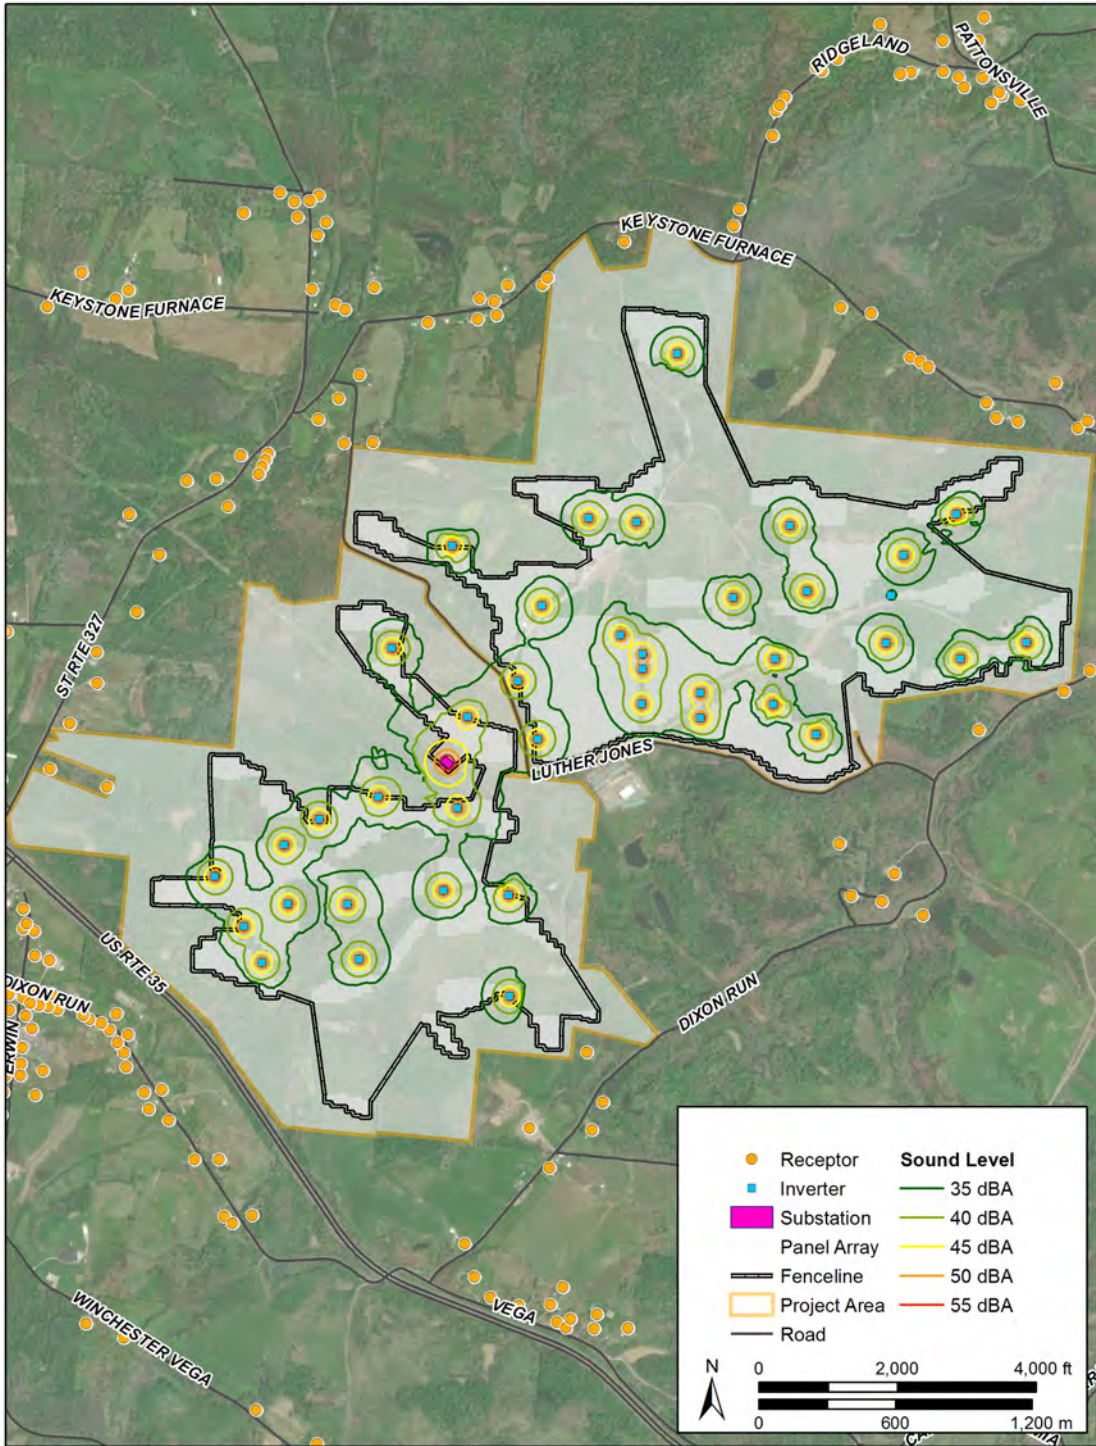 RIDGELAND
PATTONSVILLE
KEYSTONE FURNACE
KEYSTONE FURNACE
ST RTE 327
LUTHER JONES
US RTE 35
DIXON RUN
ERWIN
DIXON RUN
VEGA
WINCHESTER VEGA
Receptor
Inverter
Substation
Panel Array
Fenceline
Project Area
Road
Sound Level
35 dBA
40 dBA
45 dBA
50 dBA
55 dBA
N
0 2,000 4,000 ft
0 600 1,200 m